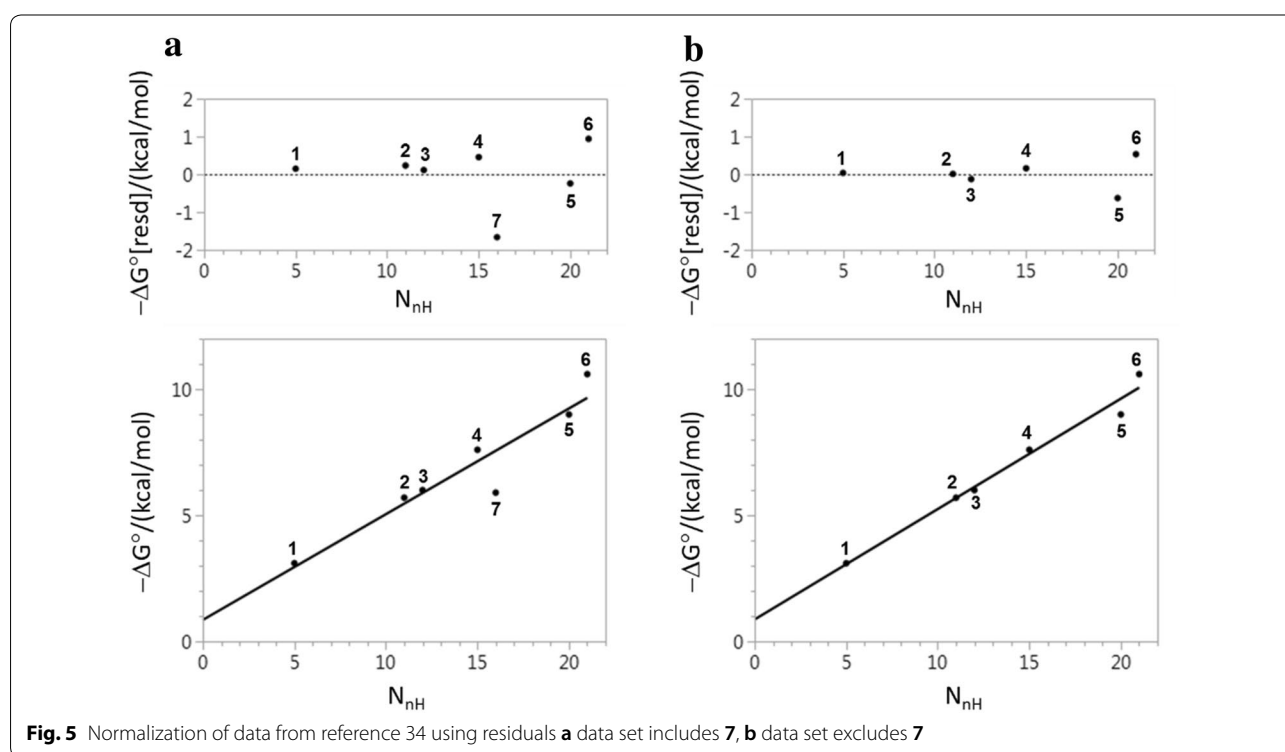 a
−ΔG°[resd]/(kcal/mol)
2
1
0
-1
-2
1
2
3
4
7
5
6
0 5 10 15 20
NnH
−ΔG°/(kcal/mol)
10
5
0
1
2
3
4
7
5
6
0 5 10 15 20
NnH
b
−ΔG°[resd]/(kcal/mol)
2
1
0
-1
-2
1
2
3
4
5
6
0 5 10 15 20
NnH
−ΔG°/(kcal/mol)
10
5
0
1
2
3
4
5
6
0 5 10 15 20
NnH
Fig. 5 Normalization of data from reference 34 using residuals a data set includes 7, b data set excludes 7